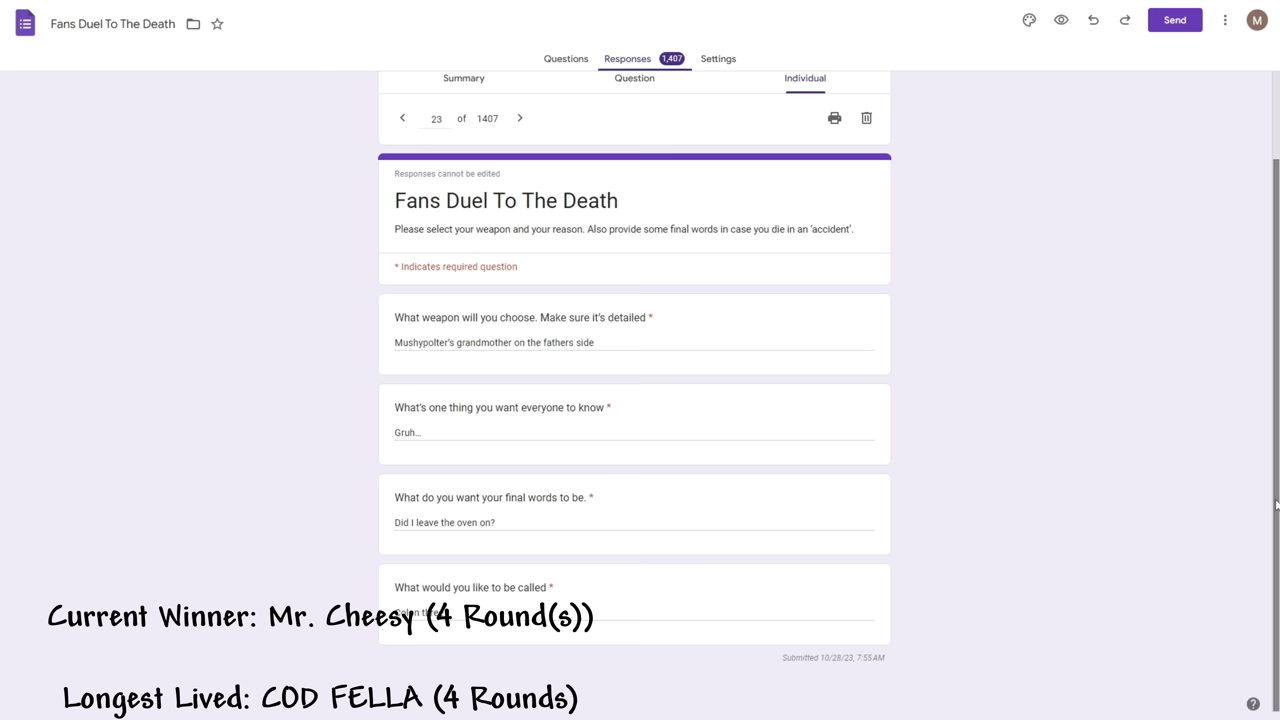 Fans Duel To The Death
Send
M
Questions Responses 1,407 Settings
Summary Question Individual
23 of 1407
Responses cannot be edited
Fans Duel To The Death
Please select your weapon and your reason. Also provide some final words in case you die in an 'accident'.
* Indicates required question
What weapon will you choose. Make sure it's detailed *
Mushypolter's grandmother on the fathers side
What's one thing you want everyone to know *
Gruh...
What do you want your final words to be. *
Did I leave the oven on?
What would you like to be called *
Current Winner: Mr. Cheesy (4 Round(s))
Submitted 10/28/23, 7:55 AM
Longest Lived: COD FELLA (4 Rounds)